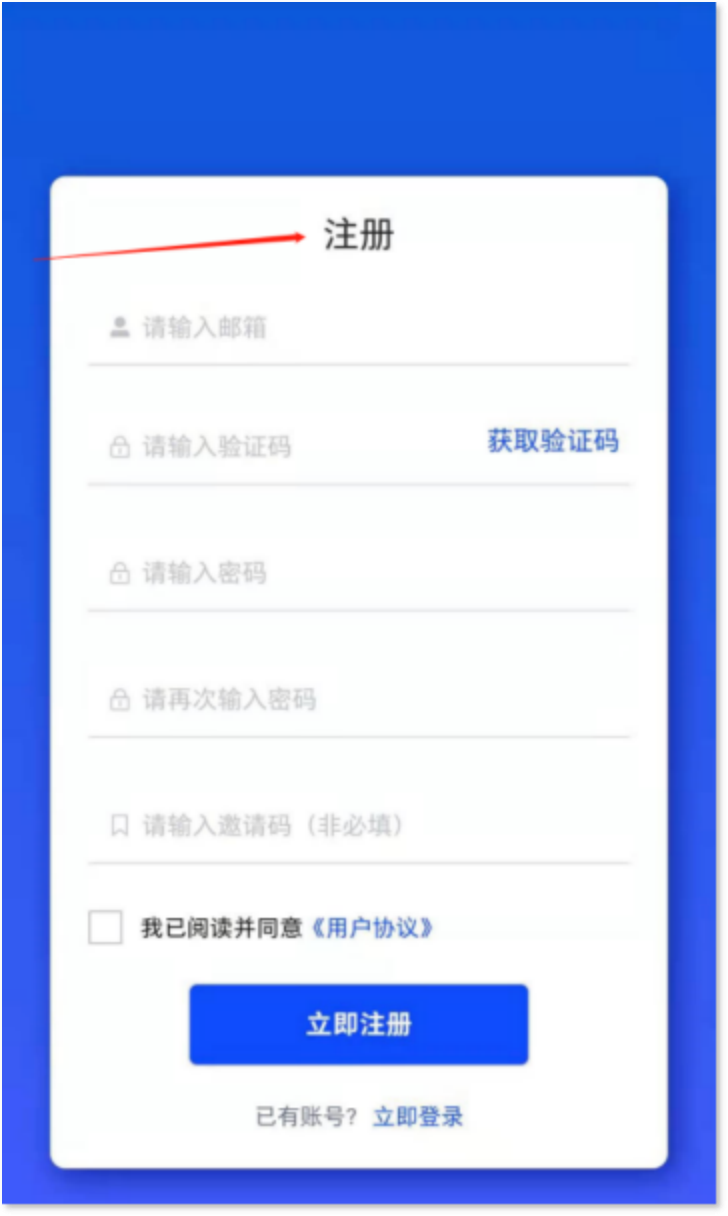 注册
请输入邮箱
请输入验证码 获取验证码
请输入密码
请再次输入密码
请输入邀请码（非必填）
我已阅读并同意《用户协议》
立即注册
已有账号？ 立即登录